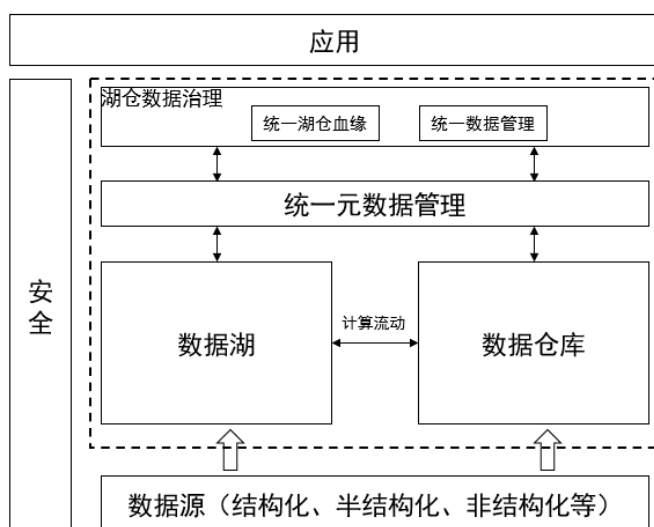 应用
湖仓数据治理
统一湖仓血缘
统一数据管理
统一元数据管理
安全
数据湖
计算流动
数据仓库
数据源（结构化、半结构化、非结构化等）